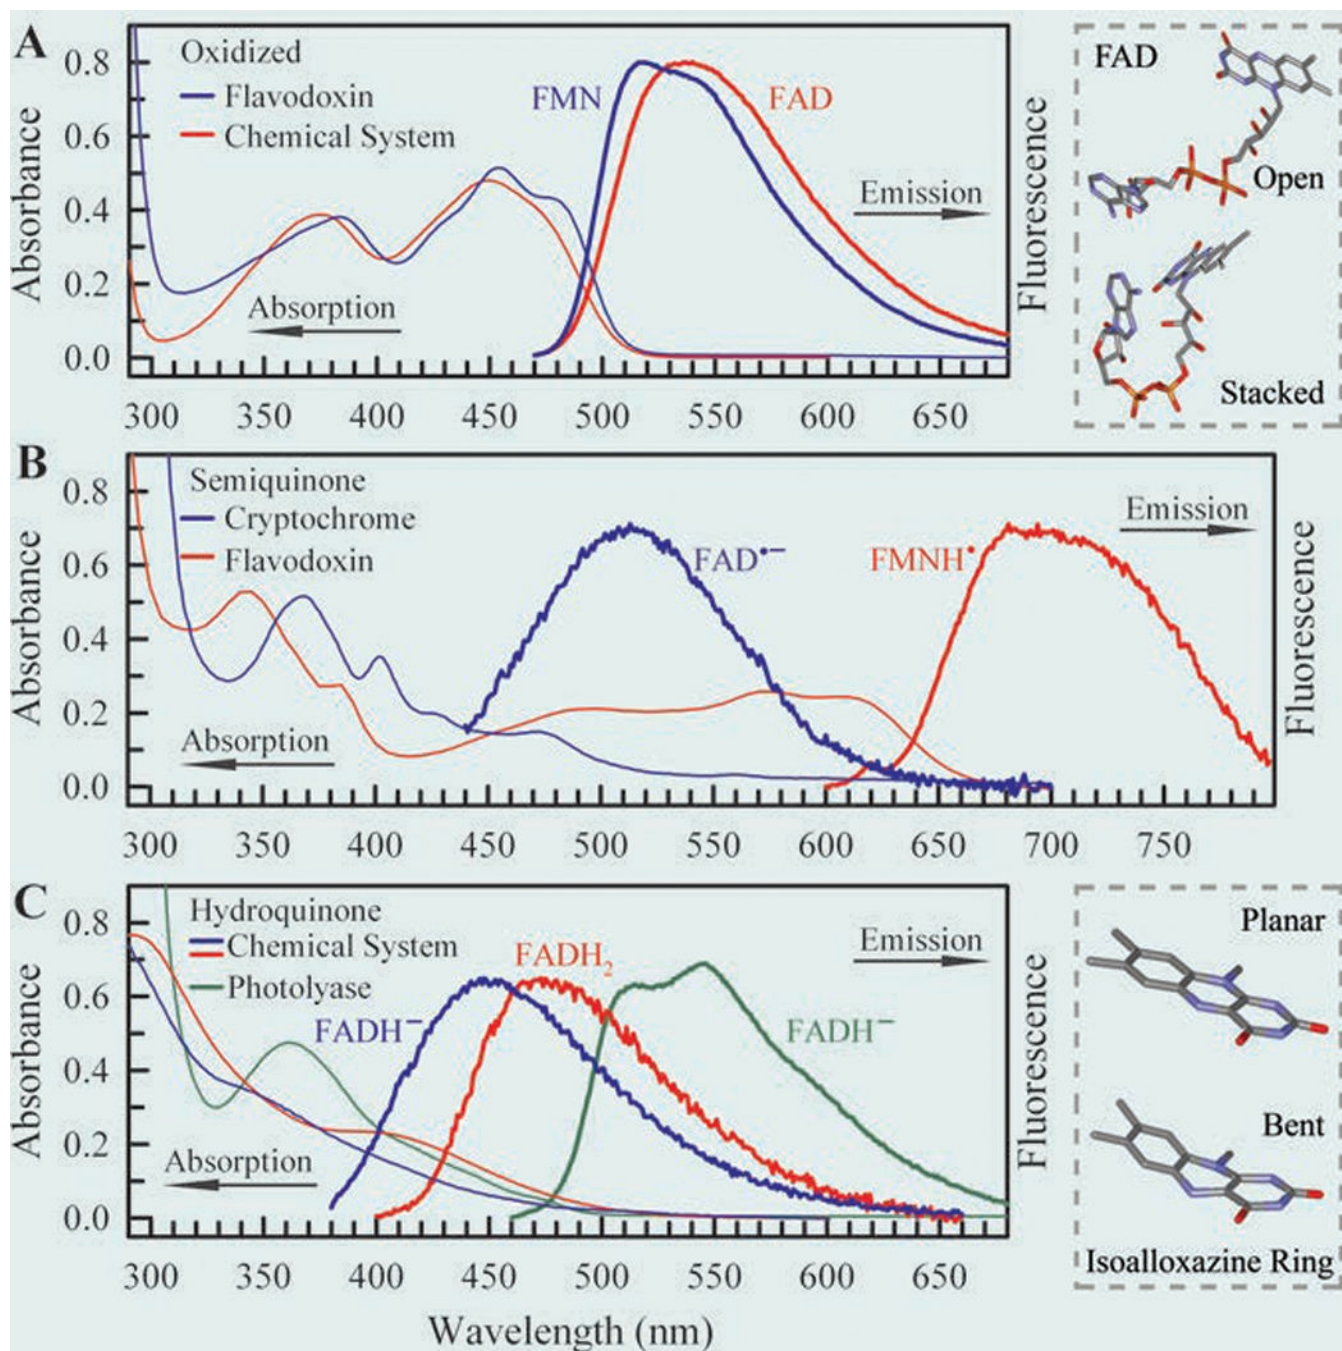 A
Oxidized
Flavodoxin
Chemical System
FMN
FAD
Emission
Absorption
Absorbance
Fluorescence
0.8
0.6
0.4
0.2
0.0
300 350 400 450 500 550 600 650
FAD
Open
Stacked
B
Semiquinone
Cryptochrome
Flavodoxin
FAD•−
FMNH•
Emission
Absorption
Absorbance
Fluorescence
0.8
0.6
0.4
0.2
0.0
300 350 400 450 500 550 600 650 700 750
C
Hydroquinone
Chemical System
Photolyase
FADH−
FADH2
FADH−
Emission
Absorption
Absorbance
Fluorescence
0.8
0.6
0.4
0.2
0.0
300 350 400 450 500 550 600 650
Wavelength (nm)
Planar
Bent
Isoalloxazine Ring